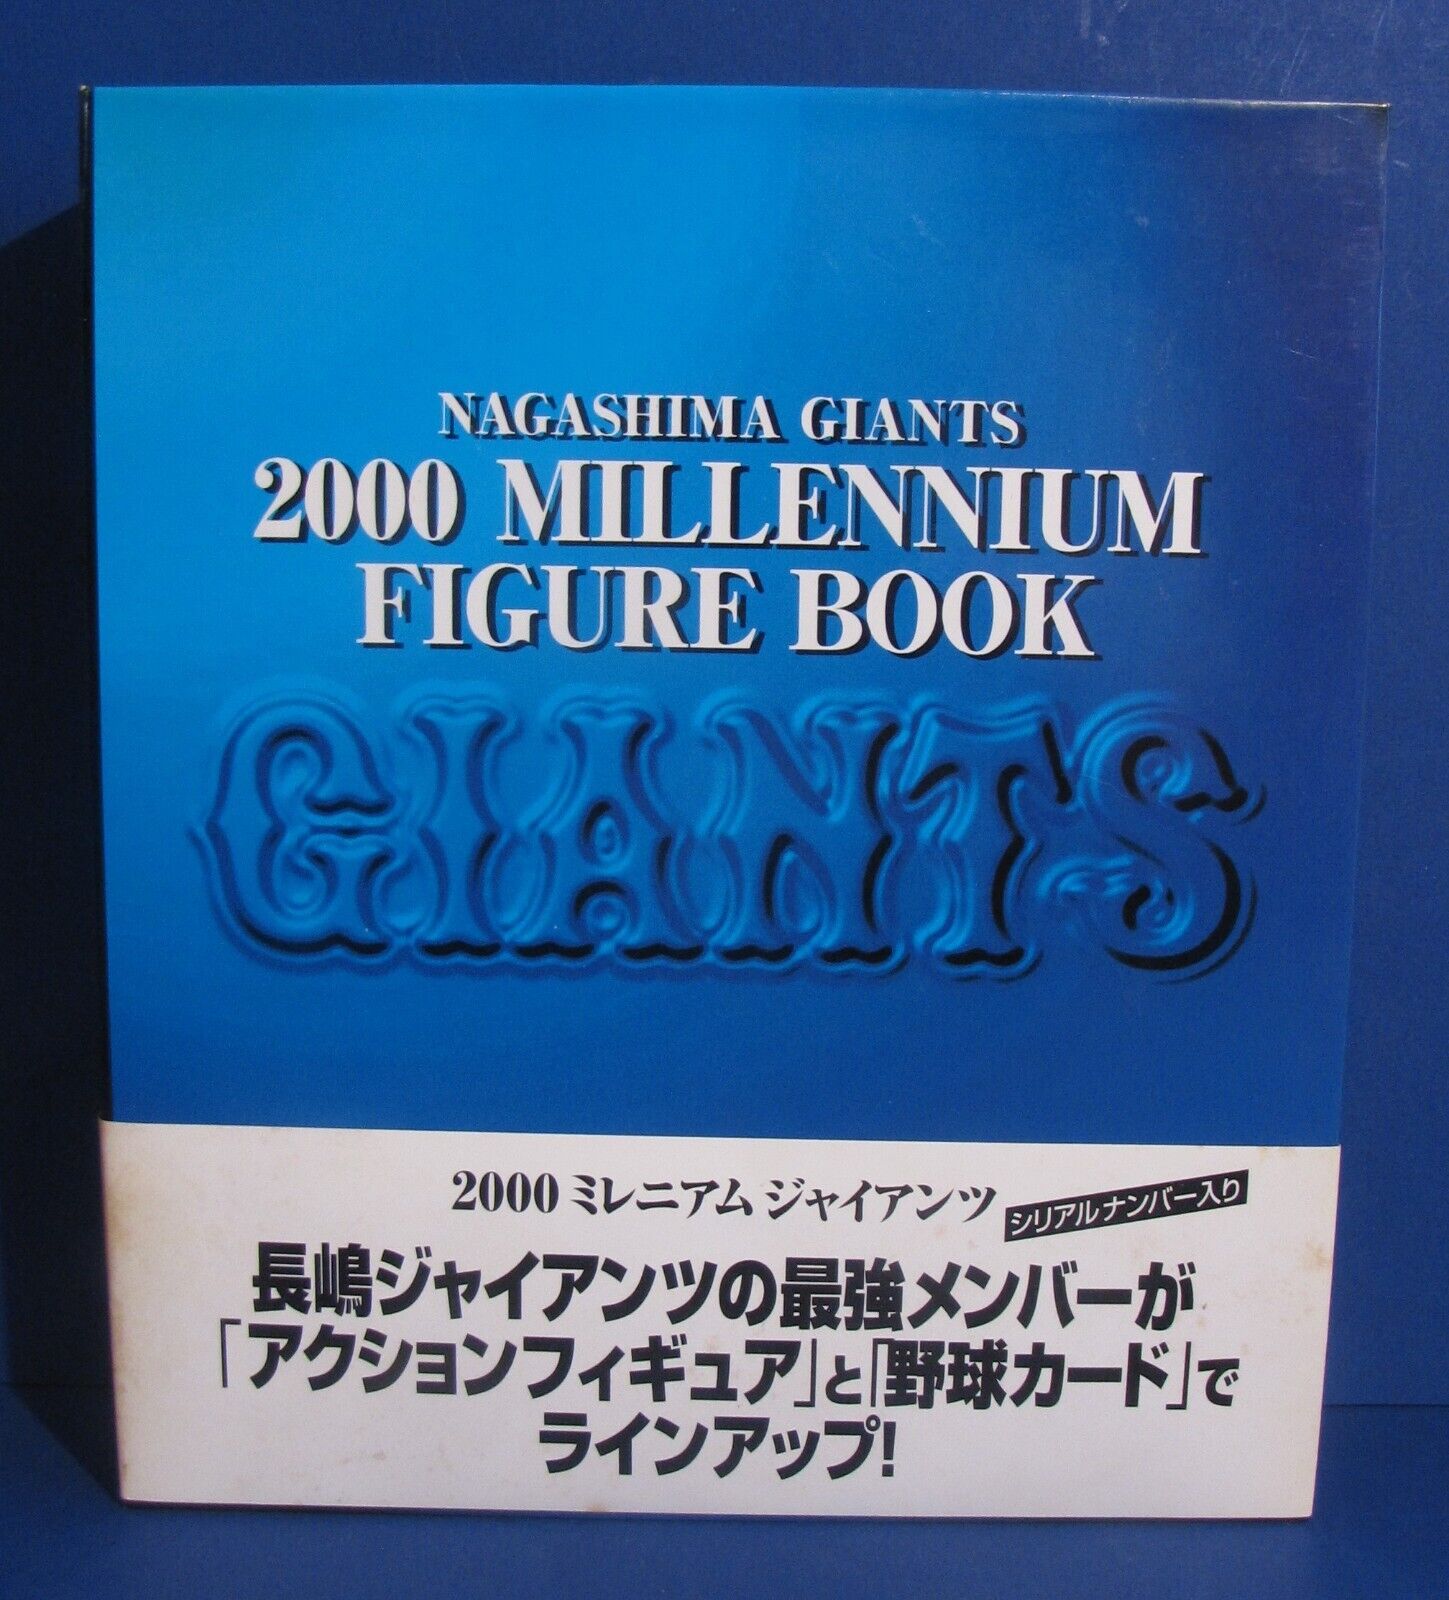 NAGASHIMA GIANTS
2000 MILLENNIUM
FIGURE BOOK
GIANTS
2000 ミレニアム ジャイアンツ シリアルナンバー入り
長嶋ジャイアンツの最強メンバーが
「アクションフィギュア」と「野球カード」で
ラインアップ!